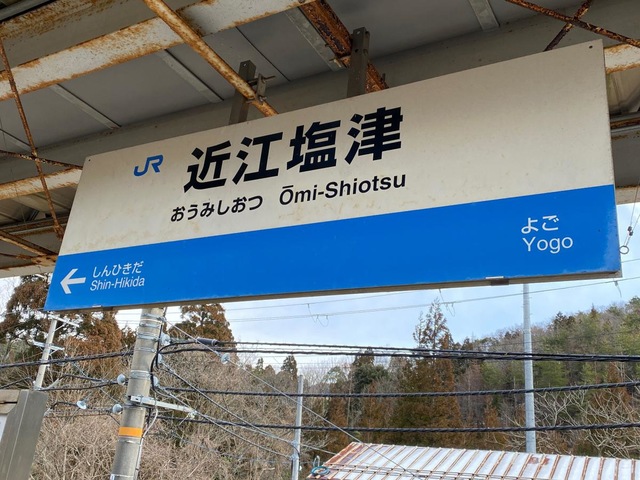 JR 近江塩津
おうみしおつ Ōmi-Shiotsu
← しんひきだ
Shin-Hikida
よご
Yogo